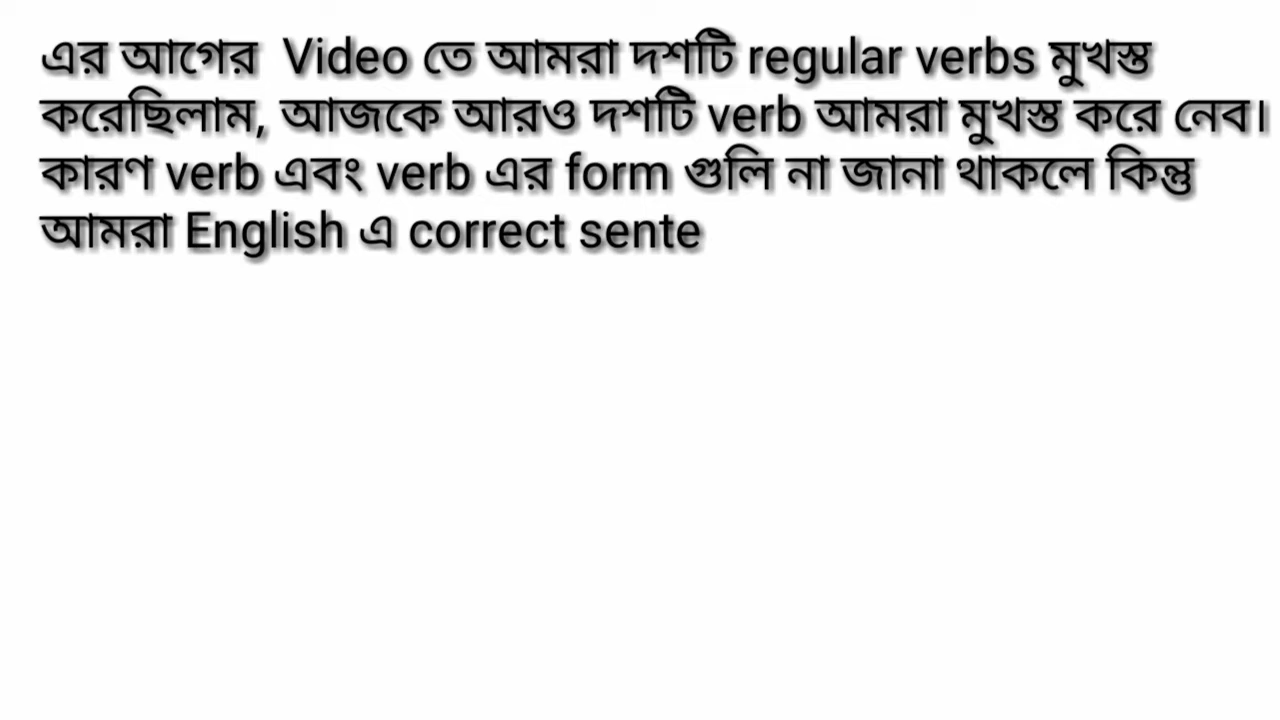 এর আগের Video তে আমরা দশটি regular verbs মুখস্ত
করেছিলাম, আজকে আরও দশটি verb আমরা মুখস্ত করে নেব।
কারণ verb এবং verb এর form গুলি না জানা থাকলে কিন্তু
আমরা English এ correct sente